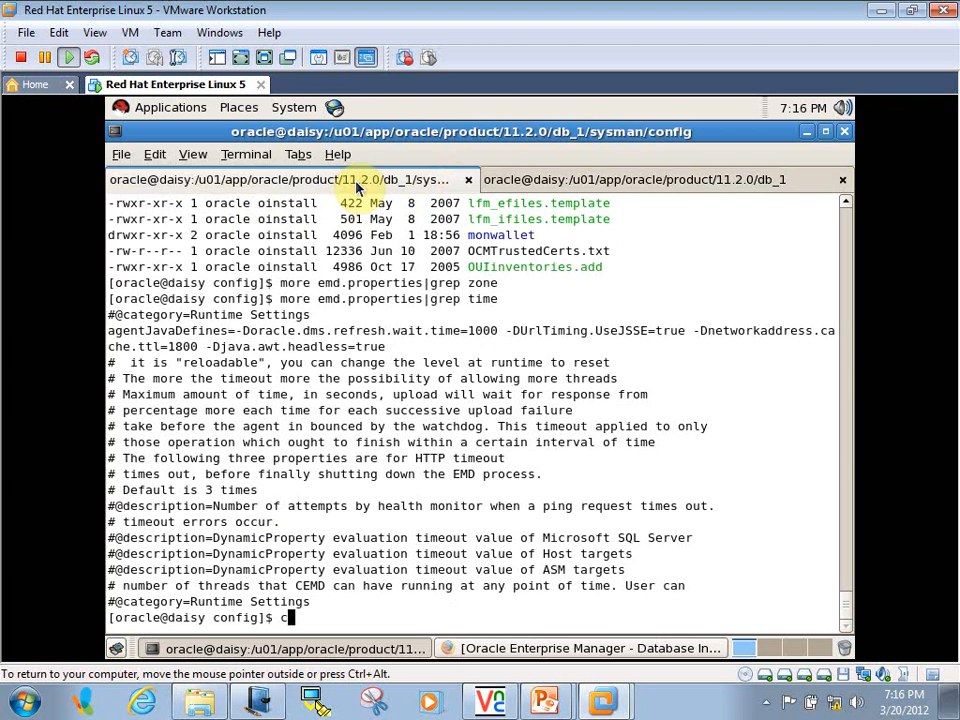 Red Hat Enterprise Linux 5 - VMware Workstation
File Edit View VM Team Windows Help
Home Red Hat Enterprise Linux 5
Applications Places System 7:16 PM
oracle@daisy:/u01/app/oracle/product/11.2.0/db_1/sysman/config
File Edit View Terminal Tabs Help
oracle@daisy:/u01/app/oracle/product/11.2.0/db_1/sys... oracle@daisy:/u01/app/oracle/product/11.2.0/db_1
-rwxr-xr-x 1 oracle oinstall   422 May  8  2007 lfm_efiles.template
-rwxr-xr-x 1 oracle oinstall   501 May  8  2007 lfm_ifiles.template
drwxr-xr-x 2 oracle oinstall  4096 Feb  1 18:56 monwallet
-rw-r--r-- 1 oracle oinstall 12336 Jun 10  2007 OCMTrustedCerts.txt
-rwxr-xr-x 1 oracle oinstall  4986 Oct 17  2005 OUIinventories.add
[oracle@daisy config]$ more emd.properties|grep zone
[oracle@daisy config]$ more emd.properties|grep time
#@category=Runtime Settings
agentJavaDefines=-Doracle.dms.refresh.wait.time=1000 -DUrlTiming.UseJSSE=true -Dnetworkaddress.ca
che.ttl=1800 -Djava.awt.headless=true
#  it is "reloadable", you can change the level at runtime to reset
# The more the timeout more the possibility of allowing more threads
# Maximum amount of time, in seconds, upload will wait for response from
# percentage more each time for each successive upload failure
# take before the agent in bounced by the watchdog. This timeout applied to only
# those operation which ought to finish within a certain interval of time
# The following three properties are for HTTP timeout
# times out, before finally shutting down the EMD process.
# Default is 3 times
#@description=Number of attempts by health monitor when a ping request times out.
# timeout errors occur.
#@description=DynamicProperty evaluation timeout value of Microsoft SQL Server
#@description=DynamicProperty evaluation timeout value of Host targets
#@description=DynamicProperty evaluation timeout value of ASM targets
# number of threads that CEMD can have running at any point of time. User can
#@category=Runtime Settings
[oracle@daisy config]$ c
oracle@daisy:/u01/app/oracle/product/11... [Oracle Enterprise Manager - Database In...
To return to your computer, move the mouse pointer outside or press Ctrl+Alt.
7:16 PM
3/20/2012